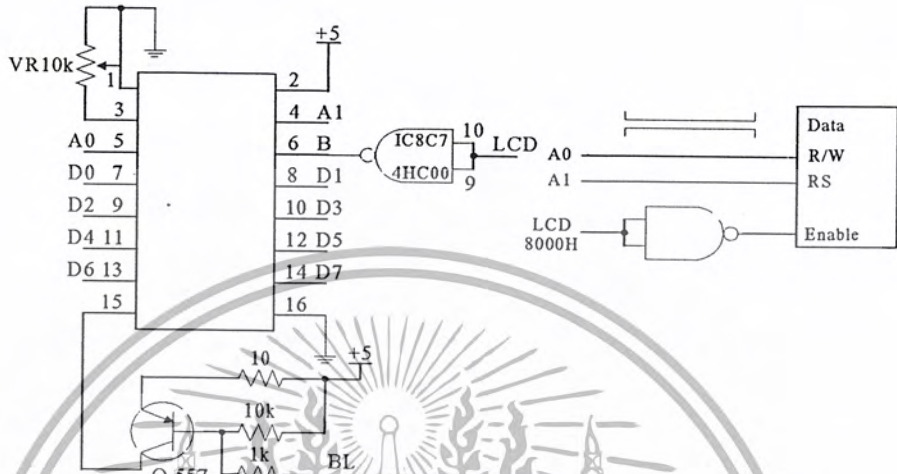 +5
VR10k
1 2
3 4 A1
A0 5 6 B
D0 7 8 D1
D2 9 10 D3
D4 11 12 D5
D6 13 14 D7
15 16
IC8C7
4HC00
10
9
LCD
A0
A1
LCD
8000H
Data
R/W
RS
Enable
10
+5
10k
1k
BL
Q 557